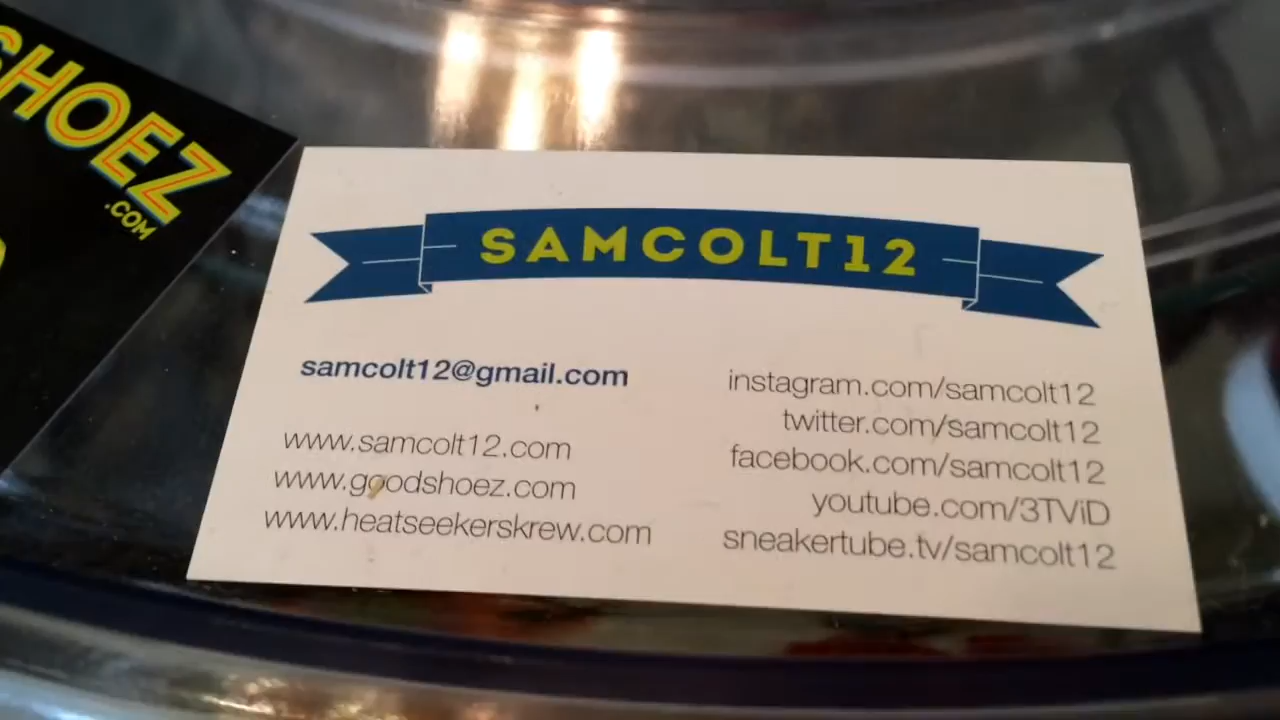 SHOEZ
.COM
SAMCOLT12
samcolt12@gmail.com
www.samcolt12.com
www.goodshoez.com
www.heatseekerskrew.com
instagram.com/samcolt12
twitter.com/samcolt12
facebook.com/samcolt12
youtube.com/3TViD
sneakertube.tv/samcolt12